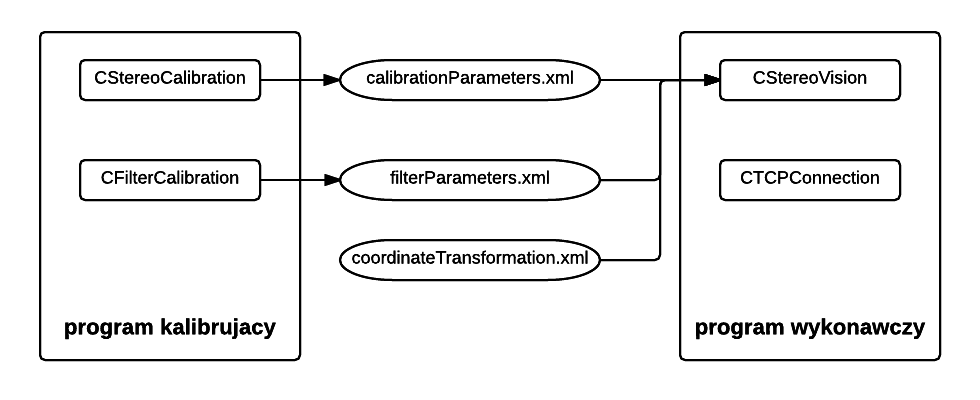 CStereoCalibration
calibrationParameters.xml
CStereoVision
CFilterCalibration
filterParameters.xml
CTCPConnection
coordinateTransformation.xml
program kalibrujacy
program wykonawczy